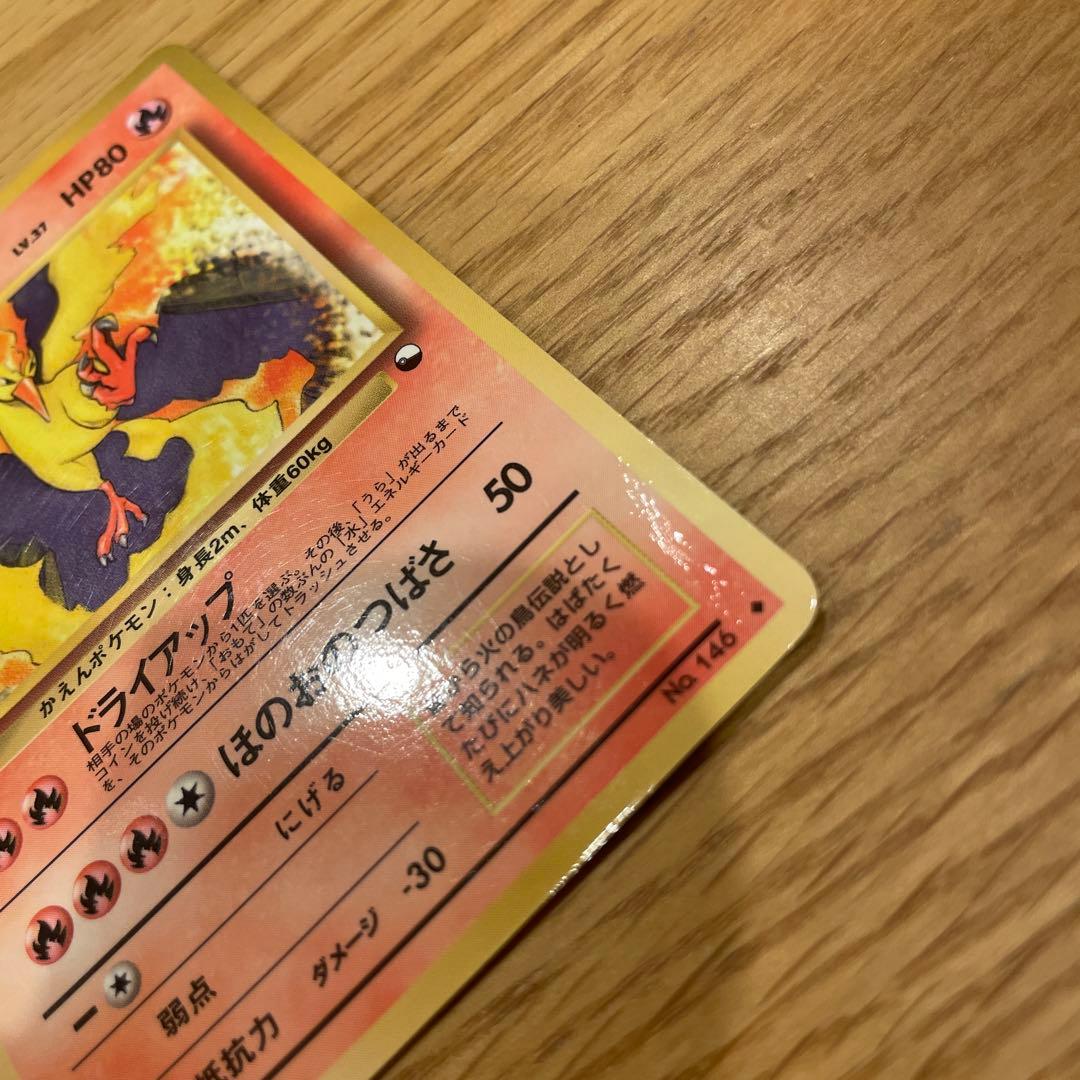 LV.37 HP80
かえんポケモン：身長2m、体重60kg
ドライアップ
相手の場のポケモンから1匹を選ぶ。その後、「うら」が出るまで
コインを投げ続け、「おもて」の数ぶんの「水」エネルギーカード
を、そのポケモンからはがしてトラッシュさせる。
ほのおのつばさ 50
にげる
弱点
抵抗力 ダメージ -30
から火の鳥伝説とし
て知られる。はばたく
たびにハネが明るく燃
え上がり美しい。
No. 146